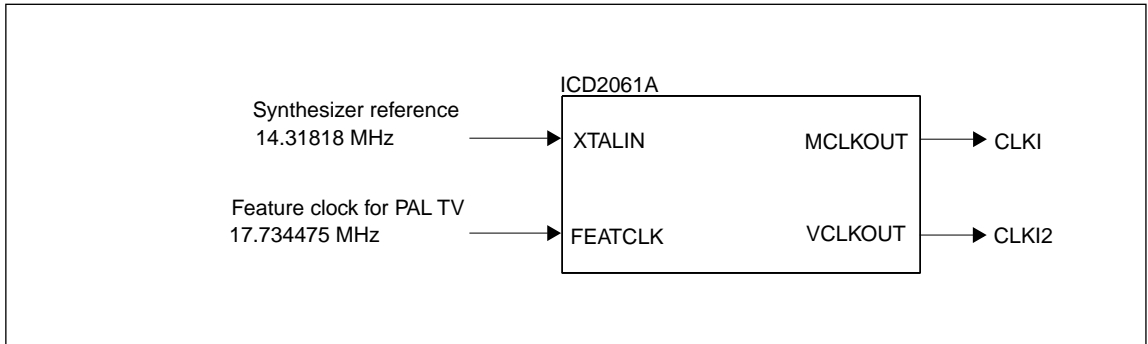 ICD2061A
Synthesizer reference
14.31818 MHz
XTALIN
MCLKOUT
CLKI
Feature clock for PAL TV
17.734475 MHz
FEATCLK
VCLKOUT
CLKI2